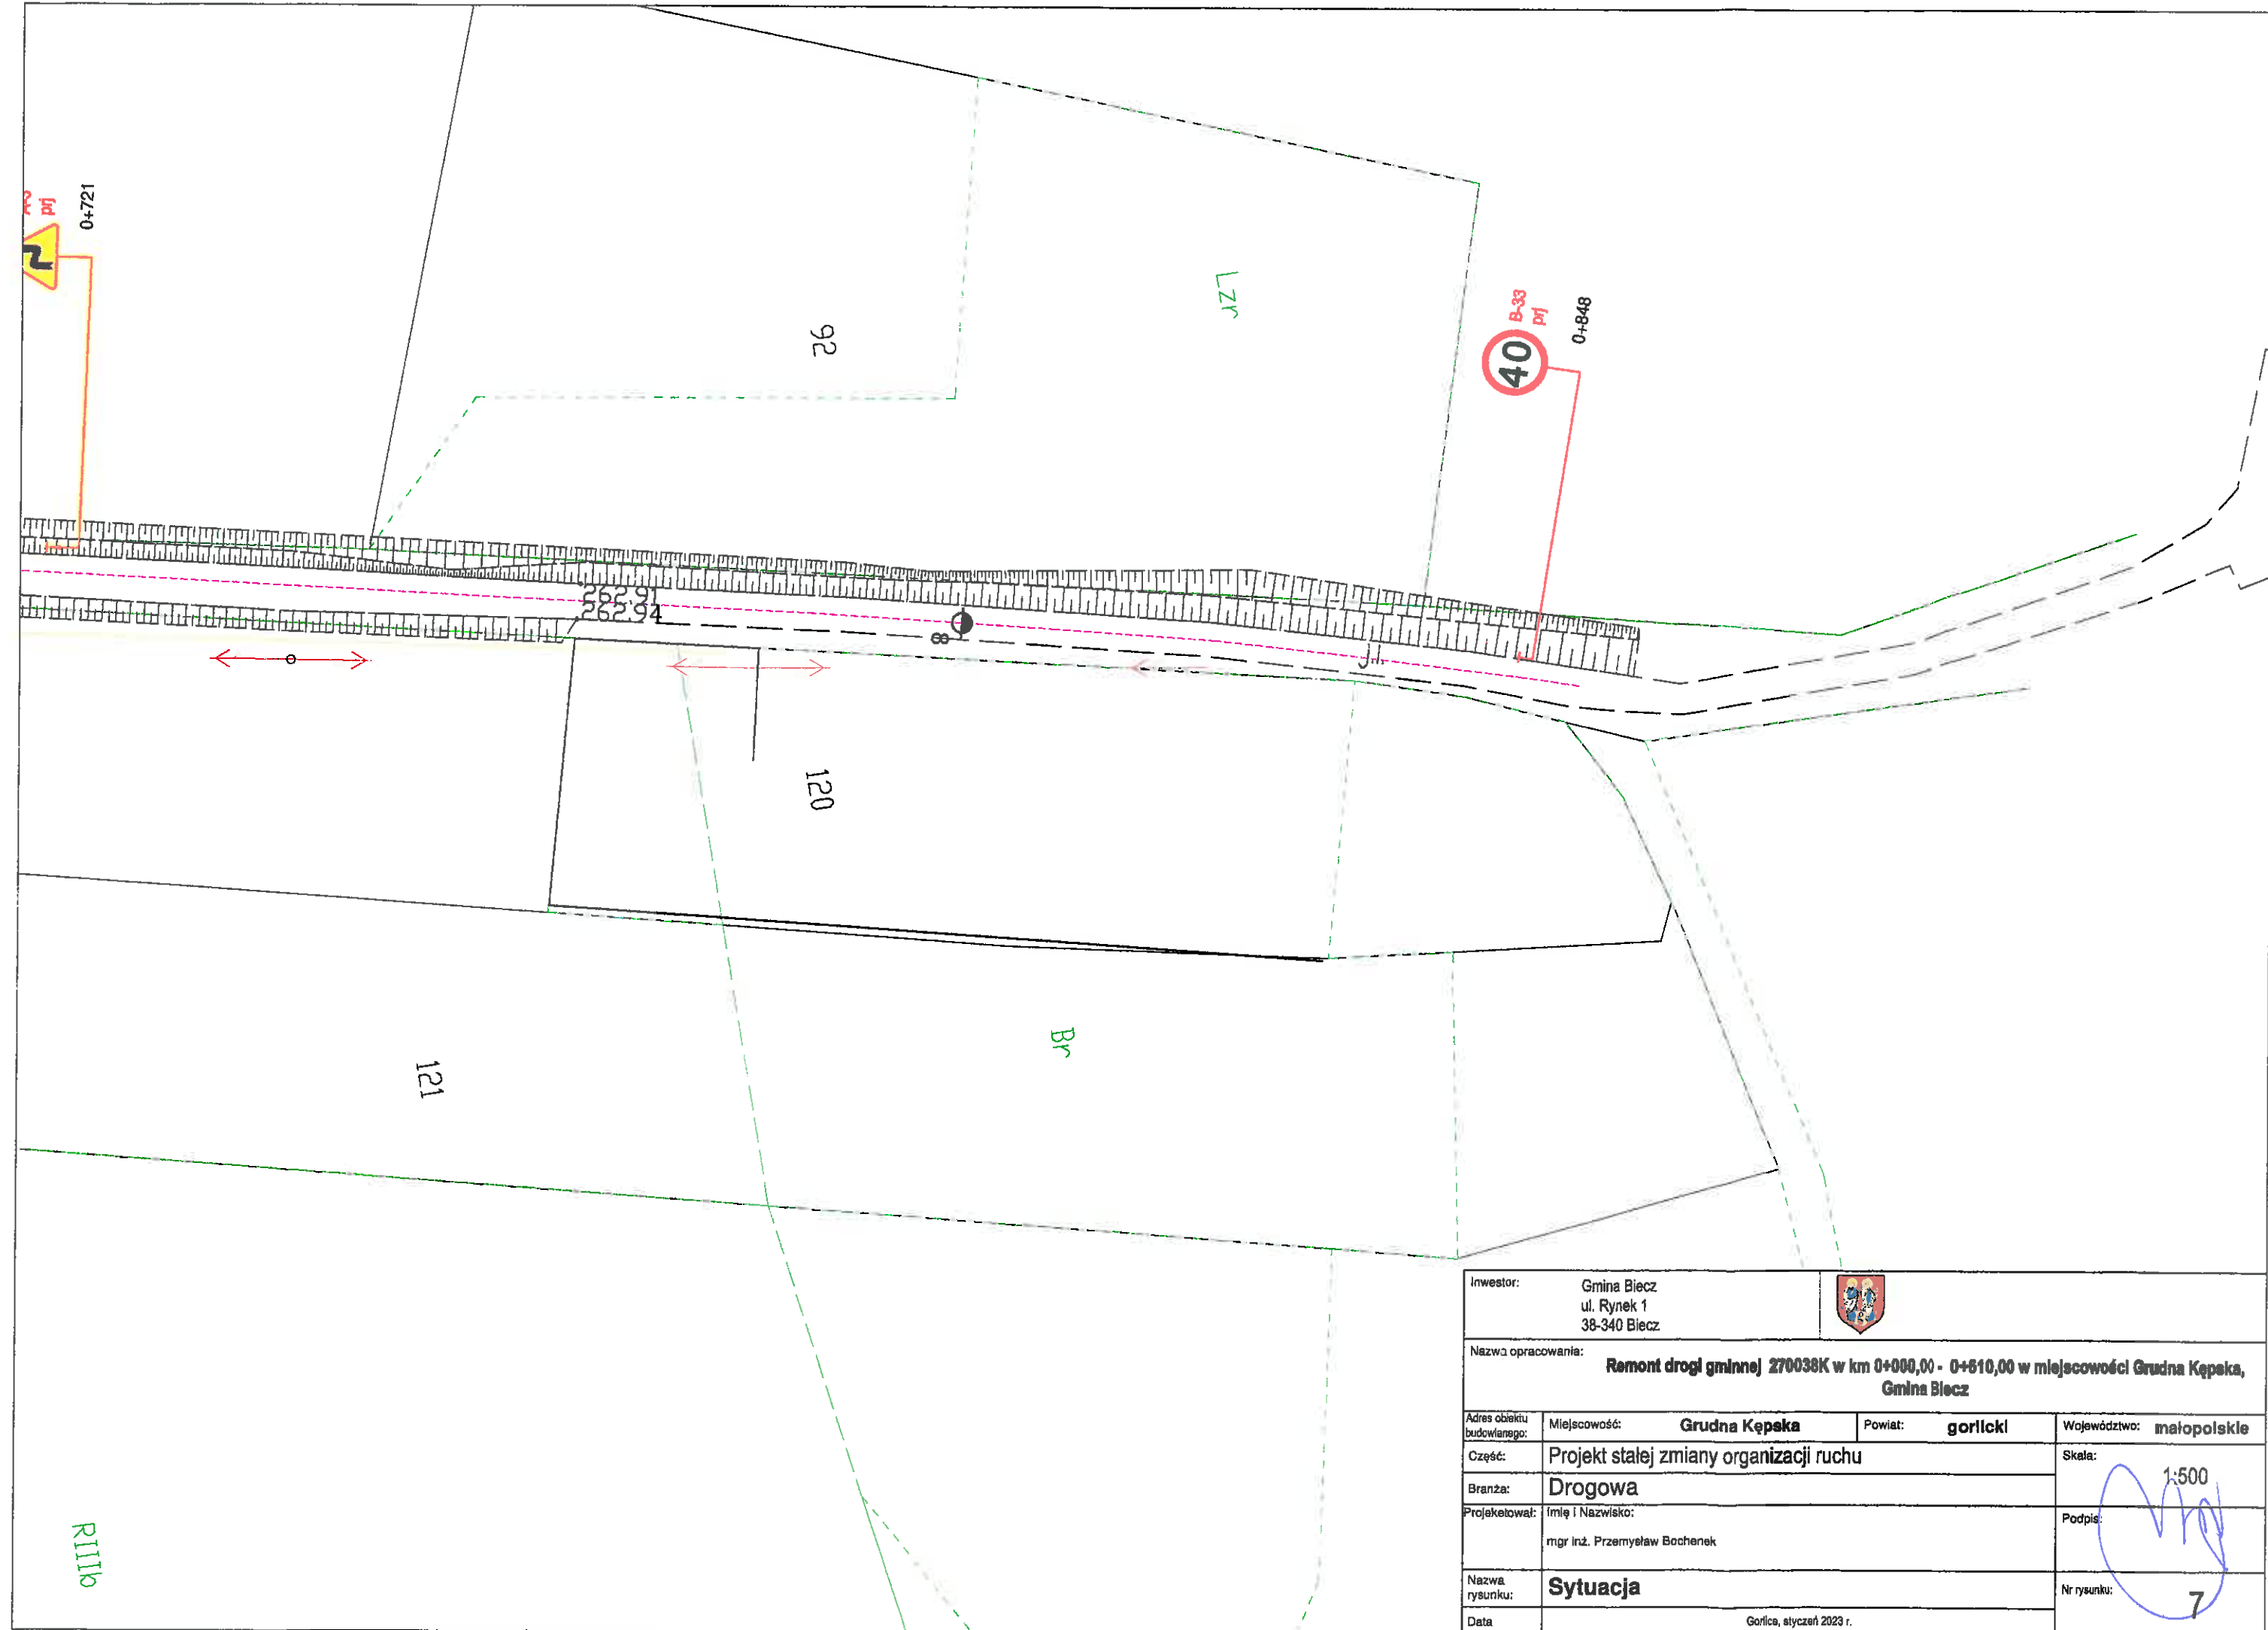 prj
0+721
92
Lzr
B-33
prj
40
0+848
262.91
262.94
8
120
121
Br
RIIIb
Inwestor:
Gmina Biecz
ul. Rynek 1
38-340 Biecz
Nazwa opracowania:
Remont drogi gminnej 270038K w km 0+000,00 - 0+610,00 w miejscowości Grudna Kępska,
Gmina Biecz
Adres obiektu
budowlanego:
Miejscowość: Grudna Kępska
Powiat: gorlicki
Województwo: małopolskie
Część: Projekt stałej zmiany organizacji ruchu
Skala: 1:500
Branża: Drogowa
Projeketował: Imię i Nazwisko:
mgr inż. Przemysław Bochenek
Podpis:
Nazwa
rysunku:
Sytuacja
Nr rysunku: 7
Data Gorlice, styczeń 2023 r.